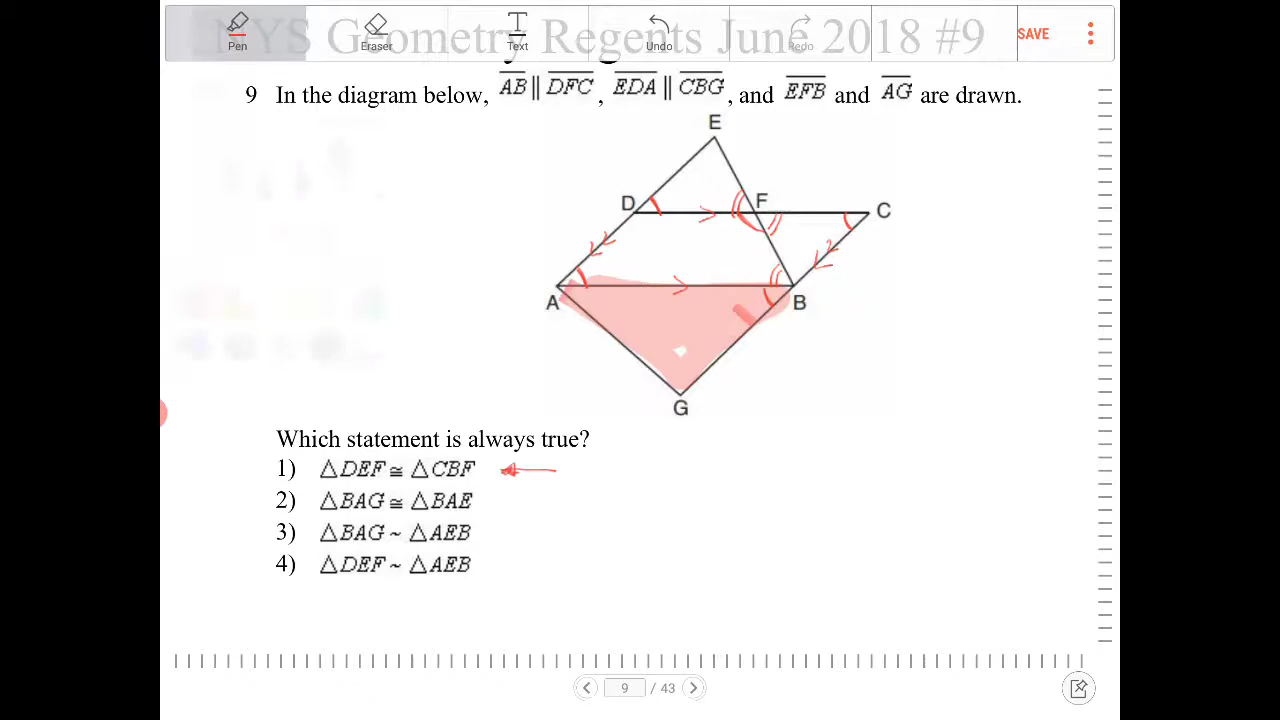 NYS Geometry Regents June 2018 #9
Pen
Eraser
T
Text
Undo
Redo
SAVE
9 In the diagram below, AB || DFC, EDA || CBG, and EFB and AG are drawn.
E
D
F
C
A
B
G
Which statement is always true?
1) △DEF ≅ △CBF
2) △BAG ≅ △BAE
3) △BAG ~ △AEB
4) △DEF ~ △AEB
9 / 43